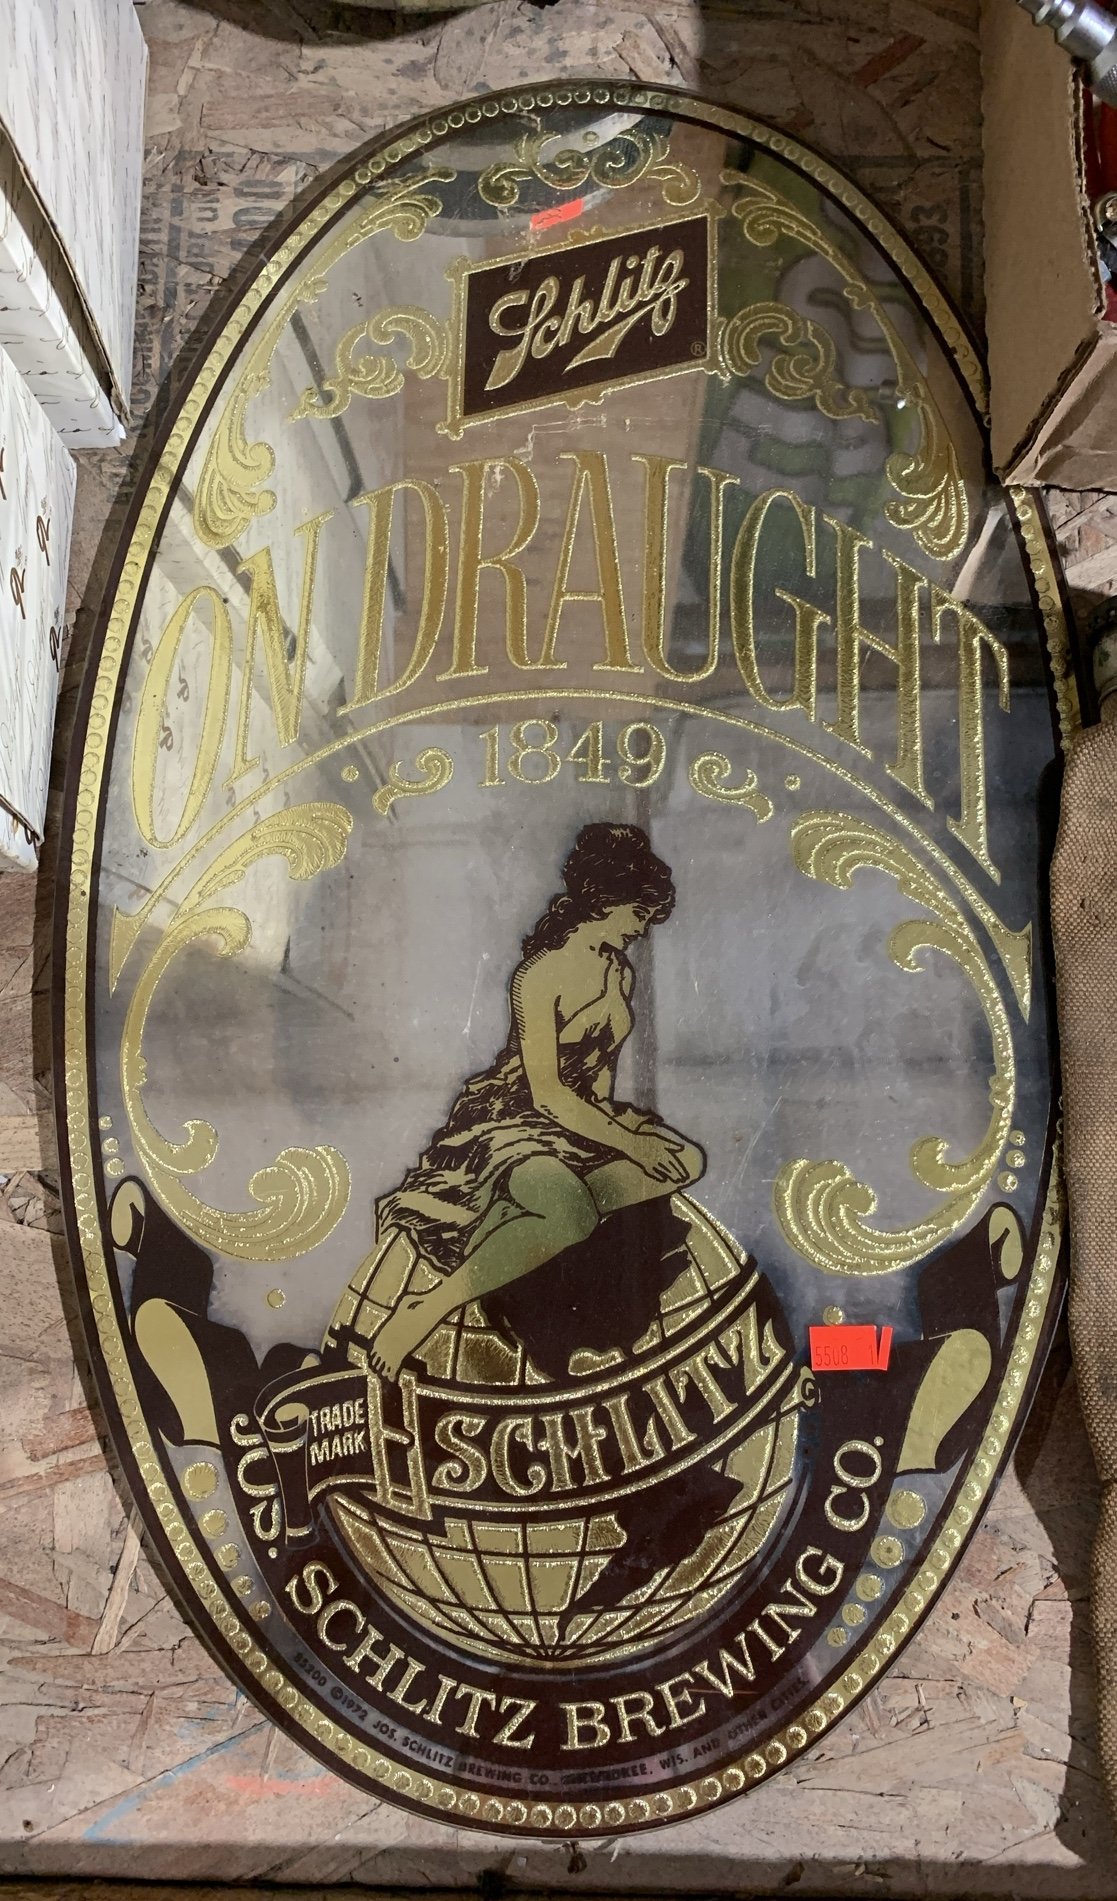 Schlitz
®
ON DRAUGHT
1849
TRADE
MARK
SCHLITZ
JOS. SCHLITZ BREWING CO.
©1972 JOS. SCHLITZ BREWING CO., MILWAUKEE, WIS. AND OTHER CITIES
5508 1